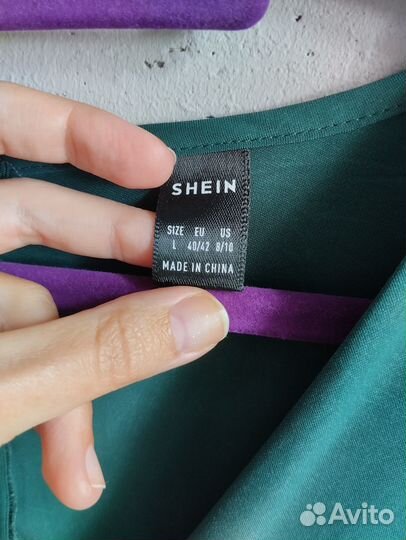 SHEIN
SIZE EU US
L 40/42 8/10
MADE IN CHINA
Avito